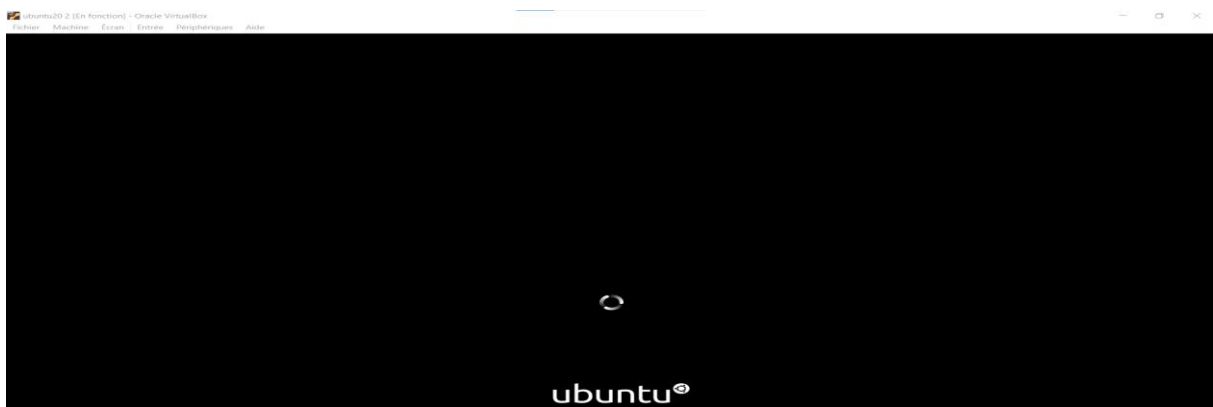 ubuntu20 2 (En fonction) - Oracle VirtualBox
Fichier Machine Écran Entrée Périphériques Aide
ubuntu